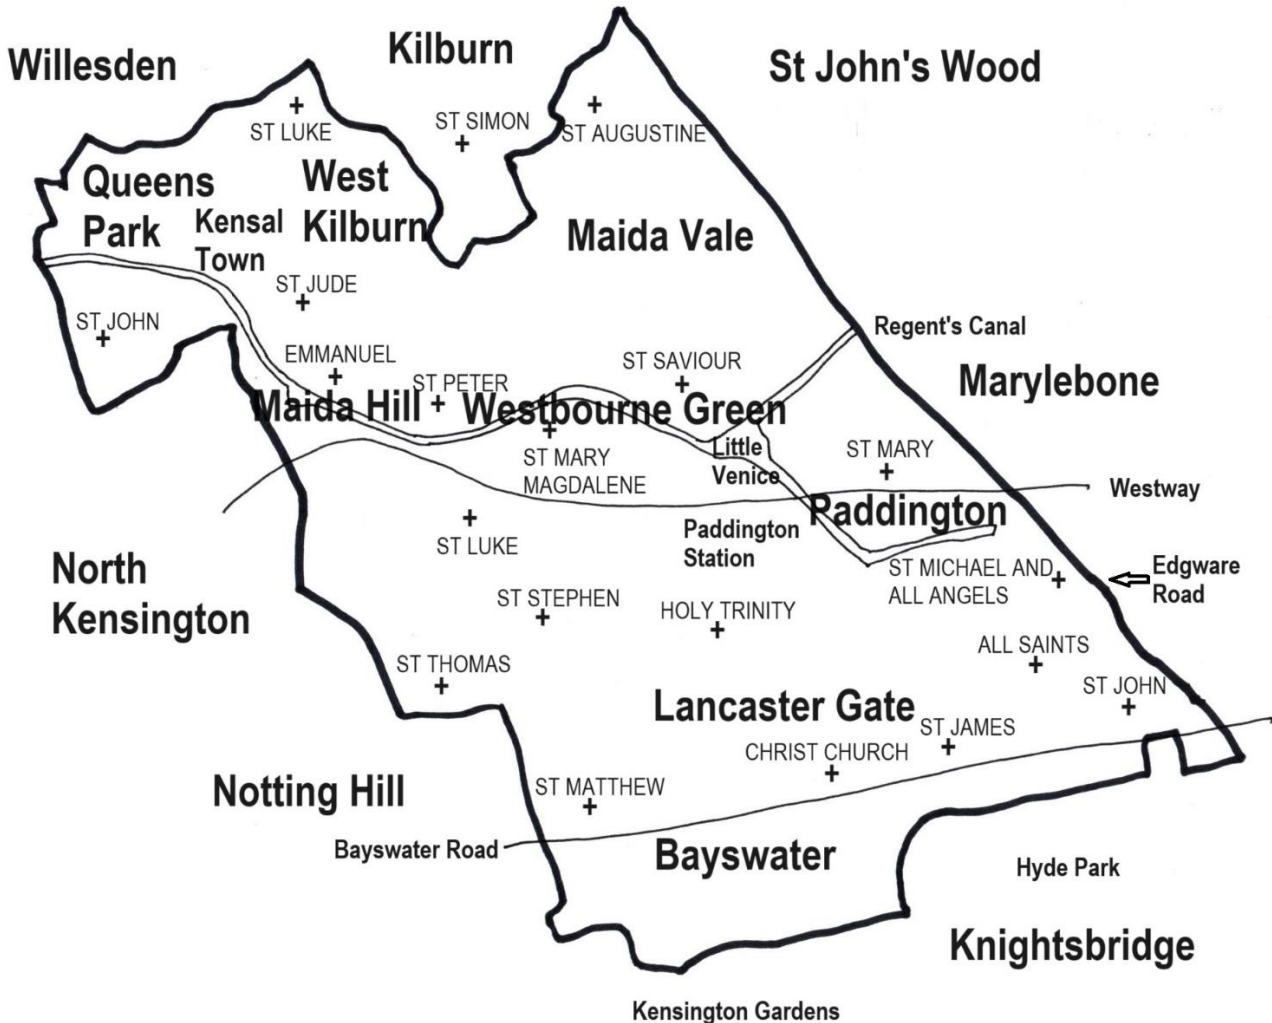 Willesden
Kilburn
St John's Wood
ST LUKE
ST SIMON
ST AUGUSTINE
Queens
Park
West
Kilburn
Kensal
Town
Maida Vale
ST JUDE
ST JOHN
Regent's Canal
EMMANUEL
ST PETER
ST SAVIOUR
Marylebone
Maida Hill
Westbourne Green
Little
Venice
ST MARY
ST MARY
MAGDALENE
Westway
Paddington
Paddington
Station
ST LUKE
North
Kensington
ST MICHAEL AND
ALL ANGELS
Edgware
Road
ST STEPHEN
HOLY TRINITY
ST THOMAS
ALL SAINTS
ST JOHN
Lancaster Gate
ST JAMES
CHRIST CHURCH
Notting Hill
ST MATTHEW
Bayswater Road
Bayswater
Hyde Park
Knightsbridge
Kensington Gardens